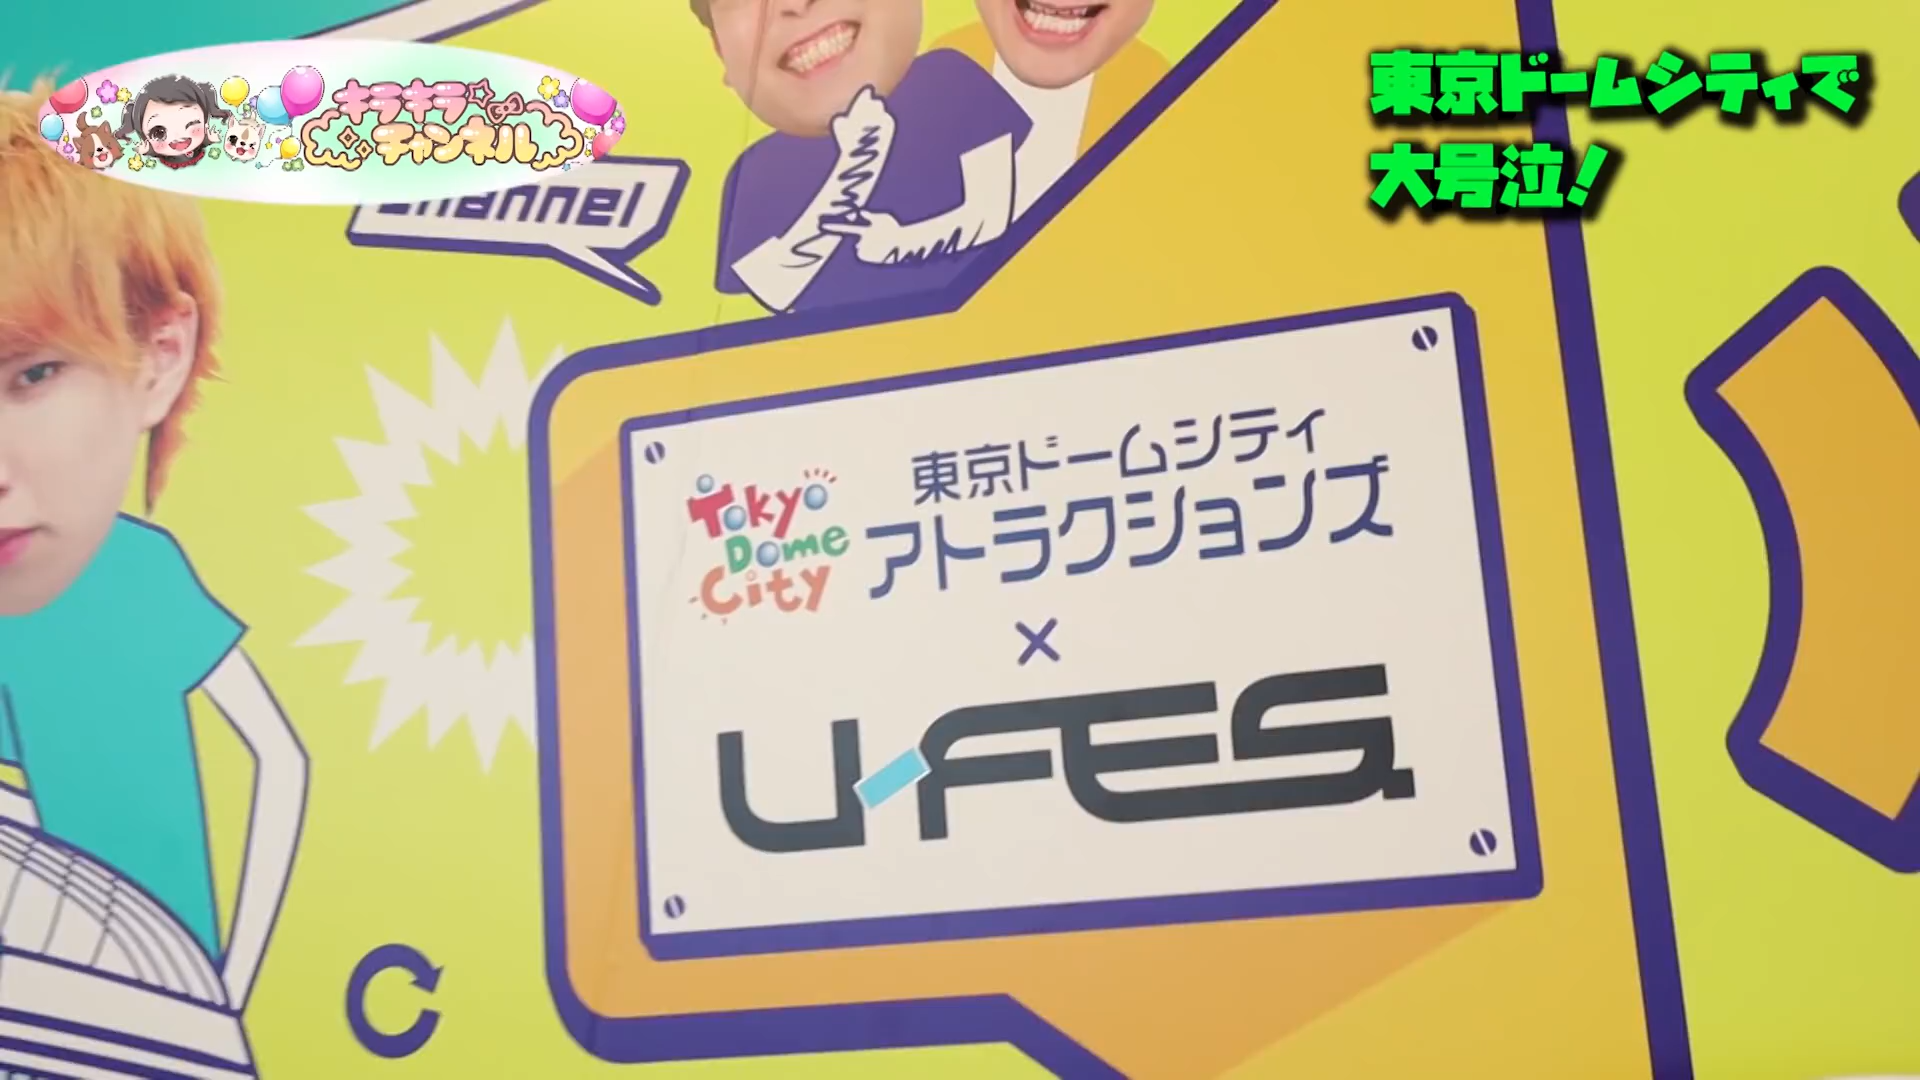 キラキラ
チャンネル
東京ドームシティで
大号泣!
channel
Tokyo
Dome
City
東京ドームシティ
アトラクションズ
×
U-FES.